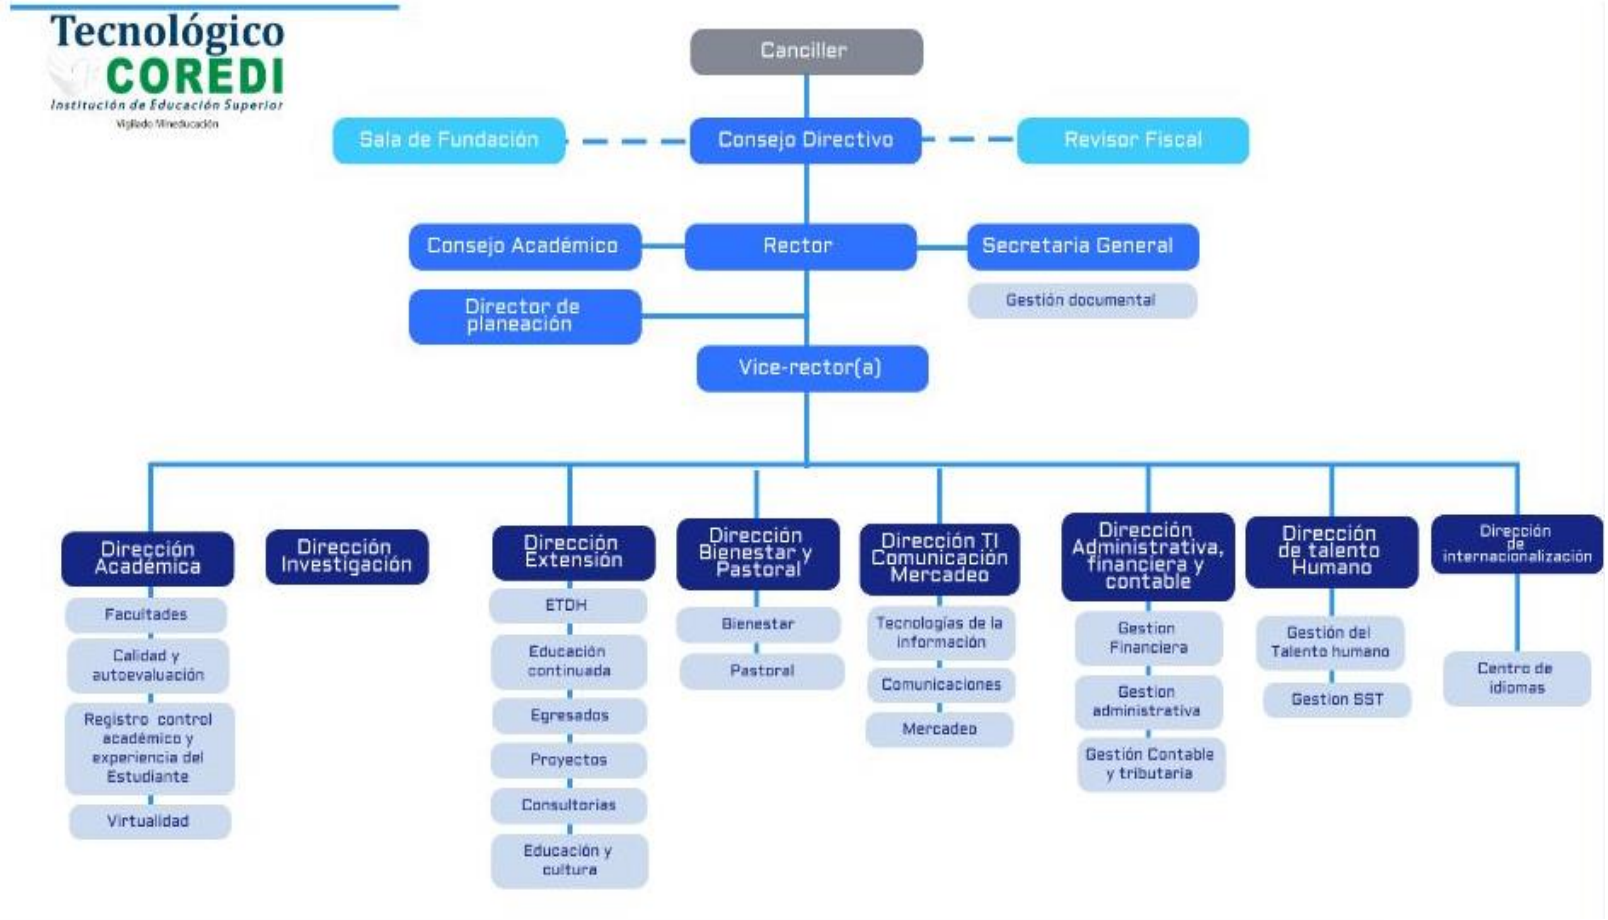 Tecnológico
COREDI
Institución de Educación Superior
Vigilado Mineducación
Canciller
Sala de Fundación
Consejo Directivo
Revisor Fiscal
Consejo Académico
Rector
Secretaria General
Director de
planeación
Gestión documental
Vice-rector(a)
Dirección
Académica
Facultades
Calidad y
autoevaluación
Registro control
académico y
experiencia del
Estudiante
Virtualidad
Dirección
Investigación
Dirección
Extensión
ETDH
Educación
continuada
Egresados
Proyectos
Consultorias
Educación y
cultura
Dirección
Bienestar y
Pastoral
Bienestar
Pastoral
Dirección TI
Comunicación
Mercadeo
Tecnologías de la
información
Comunicaciones
Mercadeo
Dirección
Administrativa,
financiera y
contable
Gestion
Financiera
Gestion
administrativa
Gestión Contable
y tributaria
Dirección
de talento
Humano
Gestión del
Talento humano
Gestion SST
Dirección
de
internacionalización
Centro de
idiomas